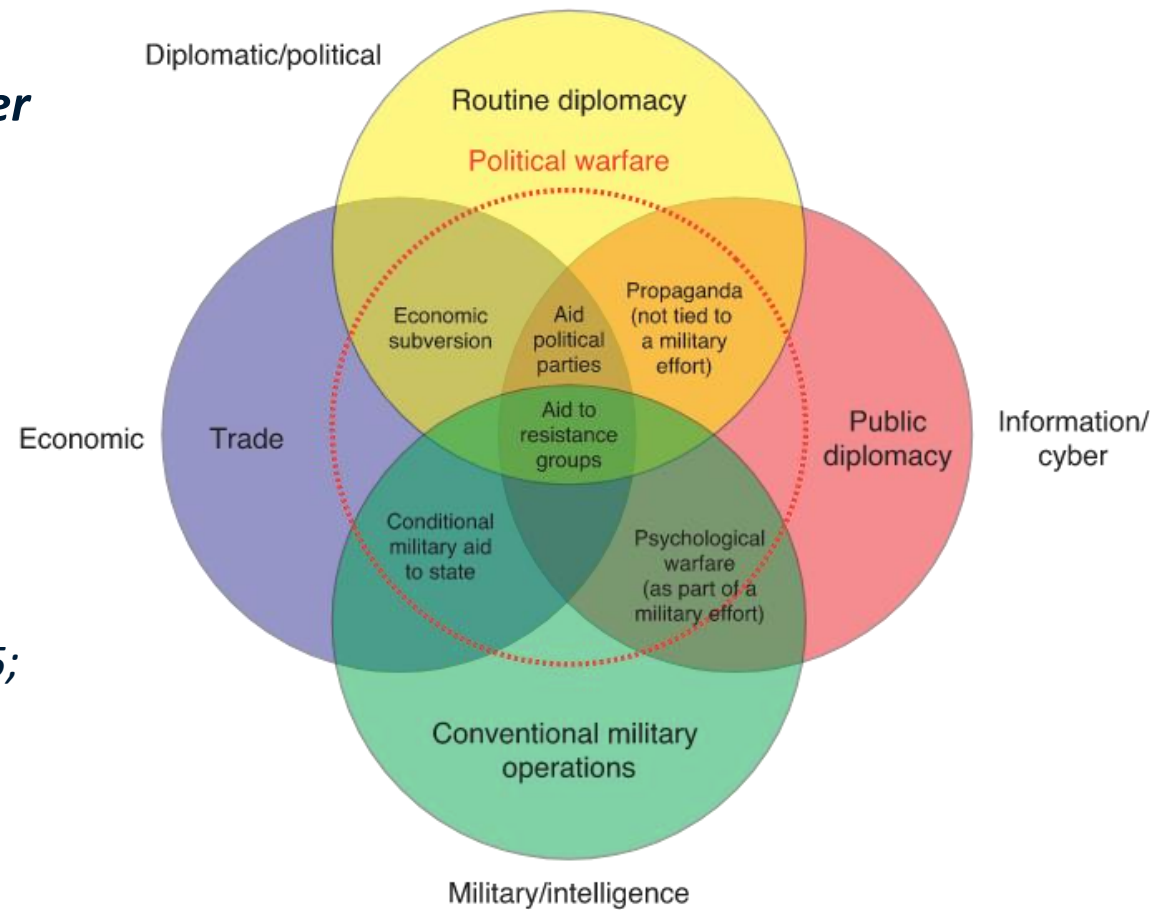 Diplomatic/political
er
Routine diplomacy
Political warfare
Propaganda
(not tied to
a military
effort)
Economic
subversion
Aid
political
parties
Aid to
resistance
groups
Economic
Trade
Public
diplomacy
Information/
cyber
Conditional
military aid
to state
Psychological
warfare
(as part of a
military effort)
5;
Conventional military
operations
Military/intelligence